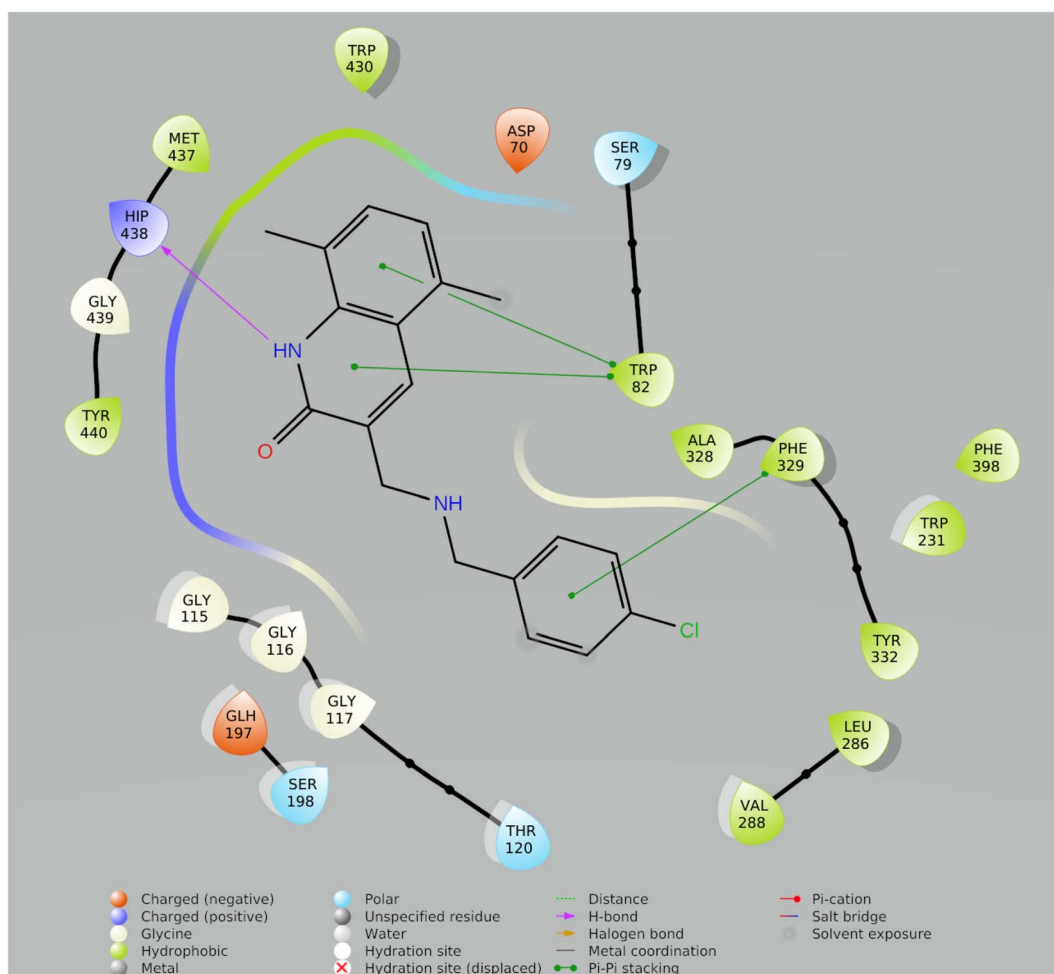 TRP
430
ASP
70
SER
79
MET
437
HIP
438
GLY
439
TYR
440
HN
O
NH
Cl
TRP
82
ALA
328
PHE
329
PHE
398
TRP
231
TYR
332
GLY
115
GLY
116
GLY
117
GLH
197
SER
198
THR
120
LEU
286
VAL
288
Charged (negative)
Charged (positive)
Glycine
Hydrophobic
Metal
Polar
Unspecified residue
Water
Hydration site
Hydration site (displaced)
Distance
H-bond
Halogen bond
Metal coordination
Pi-Pi stacking
Pi-cation
Salt bridge
Solvent exposure